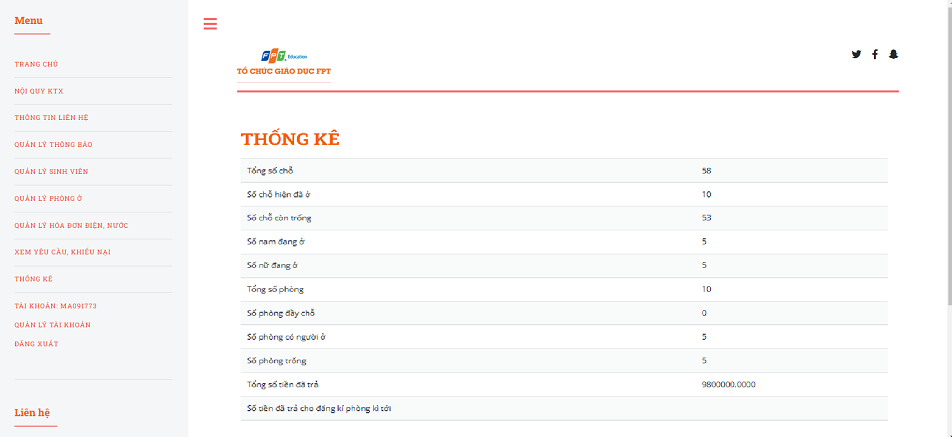 Menu
TRANG CHỦ
NỘI QUY KTX
THÔNG TIN LIÊN HỆ
QUẢN LÝ THÔNG BÁO
QUẢN LÝ SINH VIÊN
QUẢN LÝ PHÒNG Ở
QUẢN LÝ HÓA ĐƠN ĐIỆN, NƯỚC
XEM YÊU CẦU, KHIẾU NẠI
THỐNG KÊ
TÀI KHOẢN: MA091773
QUẢN LÝ TÀI KHOẢN
ĐĂNG XUẤT
Liên hệ
FPT Education
TỔ CHỨC GIÁO DỤC FPT
THỐNG KÊ
Tổng số chỗ 58
Số chỗ hiện đã ở 10
Số chỗ còn trống 53
Số nam đang ở 5
Số nữ đang ở 5
Tổng số phòng 10
Số phòng đầy chỗ 0
Số phòng có người ở 5
Số phòng trống 5
Tổng số tiền đã trả 9800000.0000
Số tiền đã trả cho đăng kí phòng kì tới